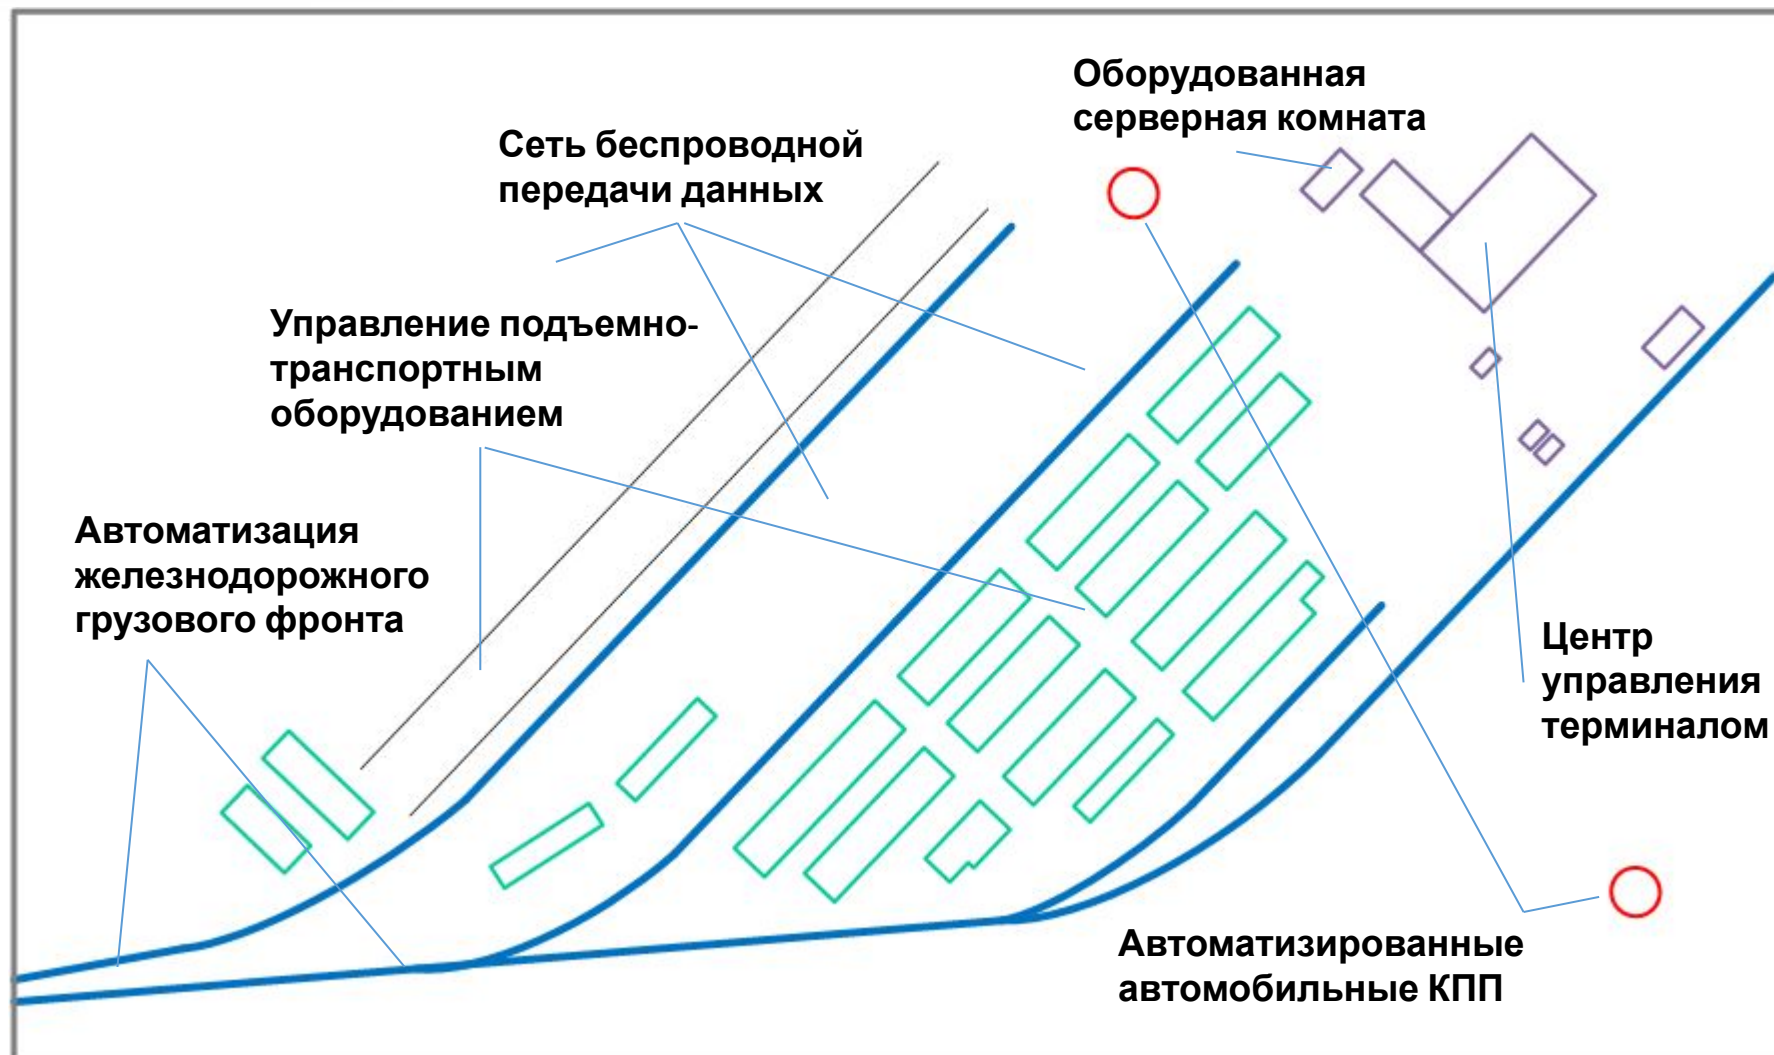 Оборудованная
серверная комната
Сеть беспроводной
передачи данных
Управление подъемно-
транспортным
оборудованием
Автоматизация
железнодорожного
грузового фронта
Центр
управления
терминалом
Автоматизированные
автомобильные КПП